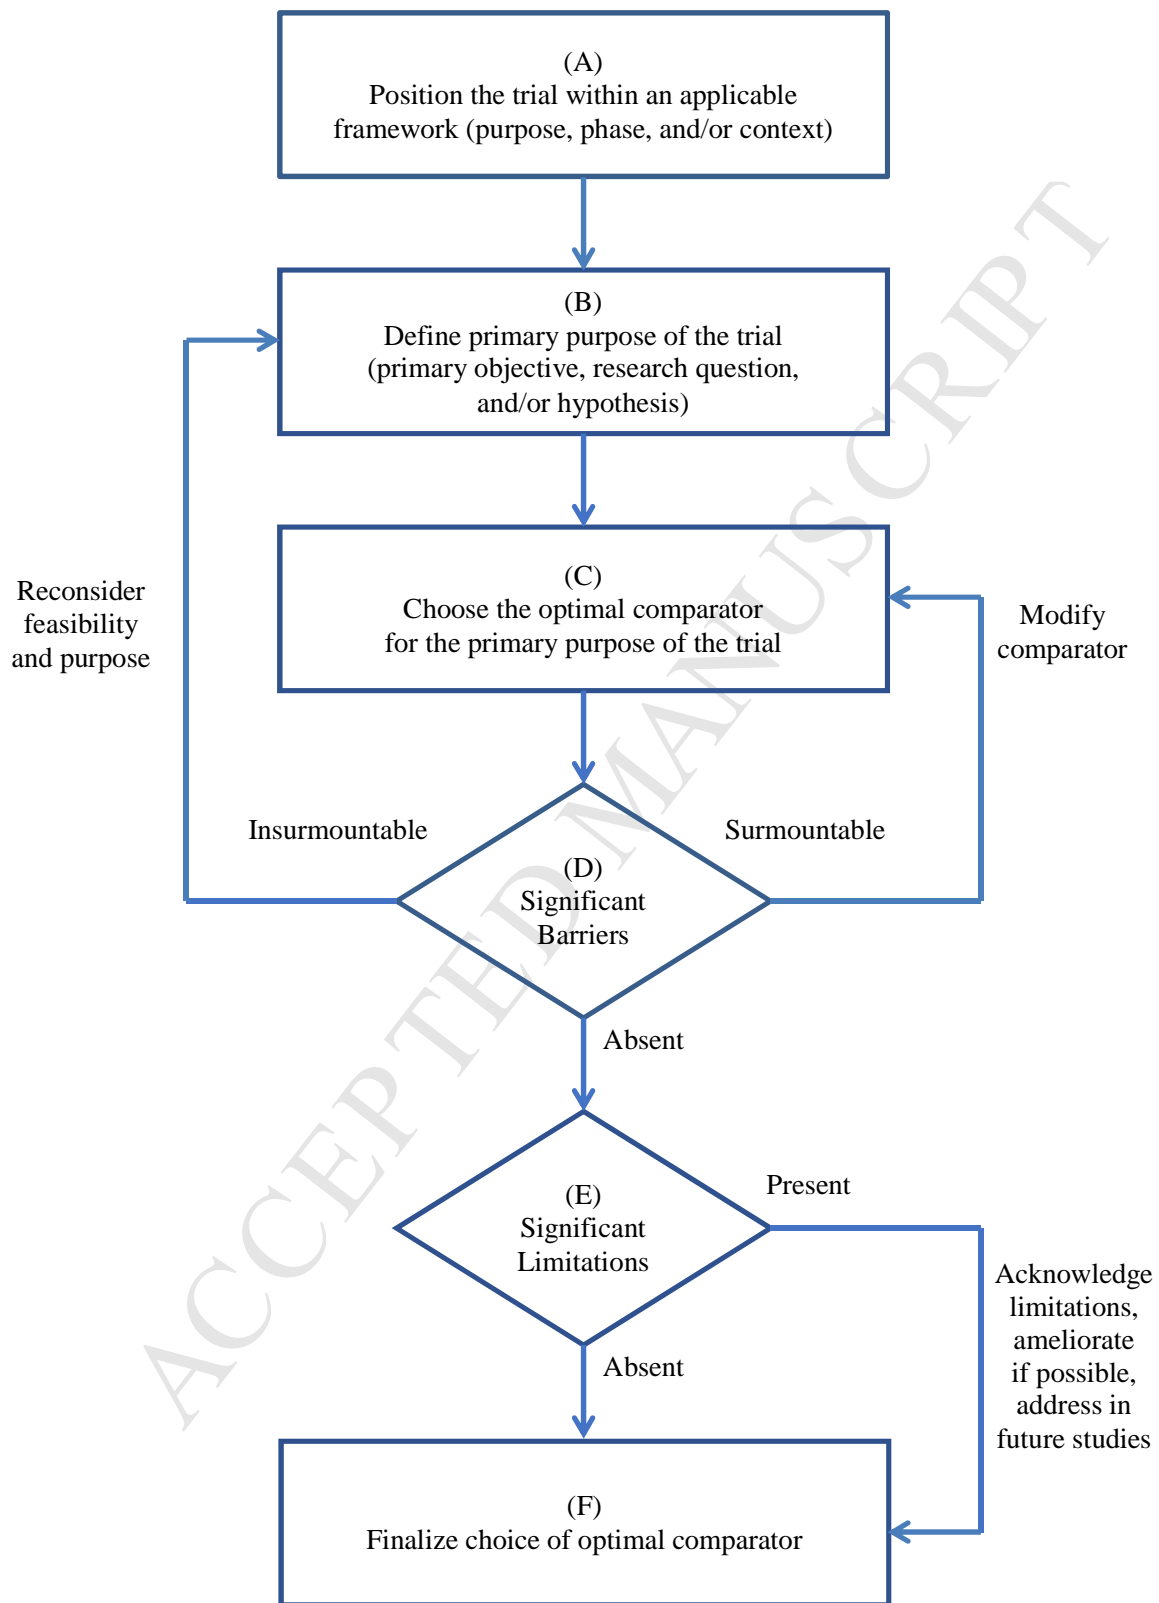 (A)
Position the trial within an applicable
framework (purpose, phase, and/or context)
(B)
Define primary purpose of the trial
(primary objective, research question,
and/or hypothesis)
(C)
Choose the optimal comparator
for the primary purpose of the trial
Reconsider
feasibility
and purpose
Modify
comparator
Insurmountable
Surmountable
(D)
Significant
Barriers
Absent
(E)
Significant
Limitations
Present
Absent
Acknowledge
limitations,
ameliorate
if possible,
address in
future studies
(F)
Finalize choice of optimal comparator
ACCEPTED MANUSCRIPT